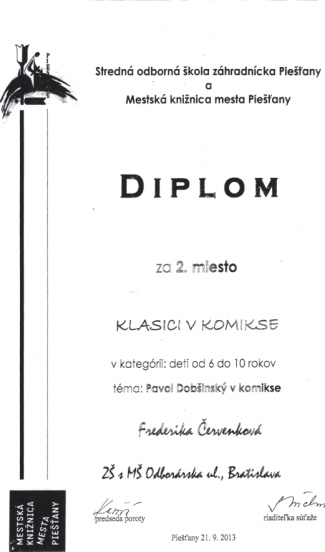 Stredná odborná škola záhradnícka Piešťany
a
Mestská knižnica mesta Piešťany
DIPLOM
za 2. miesto
KLASICI V KOMIKSE
v kategórii: deti od 6 do 10 rokov
téma: Pavol Dobšinský v komikse
Frederika Červenková
ZŠ s MŠ Odborárska ul., Bratislava
predseda poroty
riaditeľka súťaže
Piešťany 21. 9. 2013
MESTSKÁ
KNIŽNICA
MESTA
PIEŠŤANY